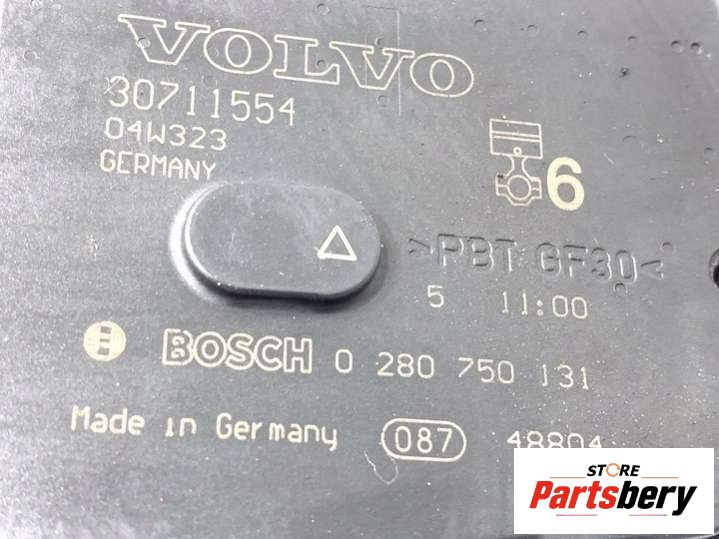 VOLVO
30711554
04W323
GERMANY
6
>PBT GF30<
5 11:00
BOSCH 0 280 750 131
Made in Germany 087 48804
STORE
Partsbery